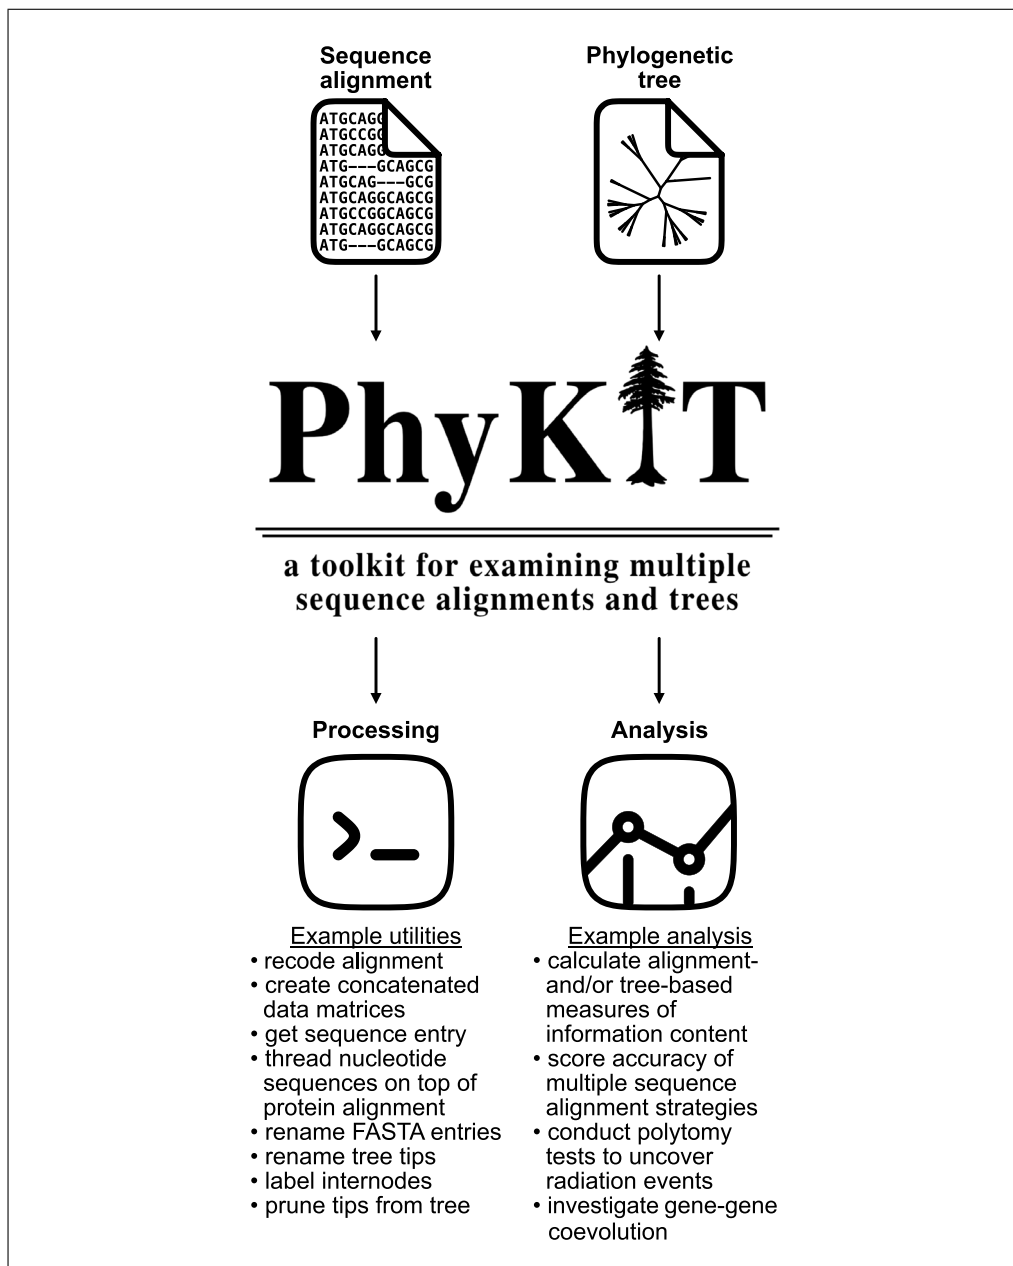 Sequence
alignment
Phylogenetic
tree
ATGCAGG
ATGCCGG
ATGCAGG
ATG---GCAGCG
ATGCAG---GCG
ATGCAGGCAGCG
ATGCCGGCAGCG
ATGCAGGCAGCG
ATG---GCAGCG
PhyKIT
a toolkit for examining multiple
sequence alignments and trees
Processing
>_
Example utilities
• recode alignment
• create concatenated
data matrices
• get sequence entry
• thread nucleotide
sequences on top of
protein alignment
• rename FASTA entries
• rename tree tips
• label internodes
• prune tips from tree
Analysis
Example analysis
• calculate alignment-
and/or tree-based
measures of
information content
• score accuracy of
multiple sequence
alignment strategies
• conduct polytomy
tests to uncover
radiation events
• investigate gene-gene
coevolution